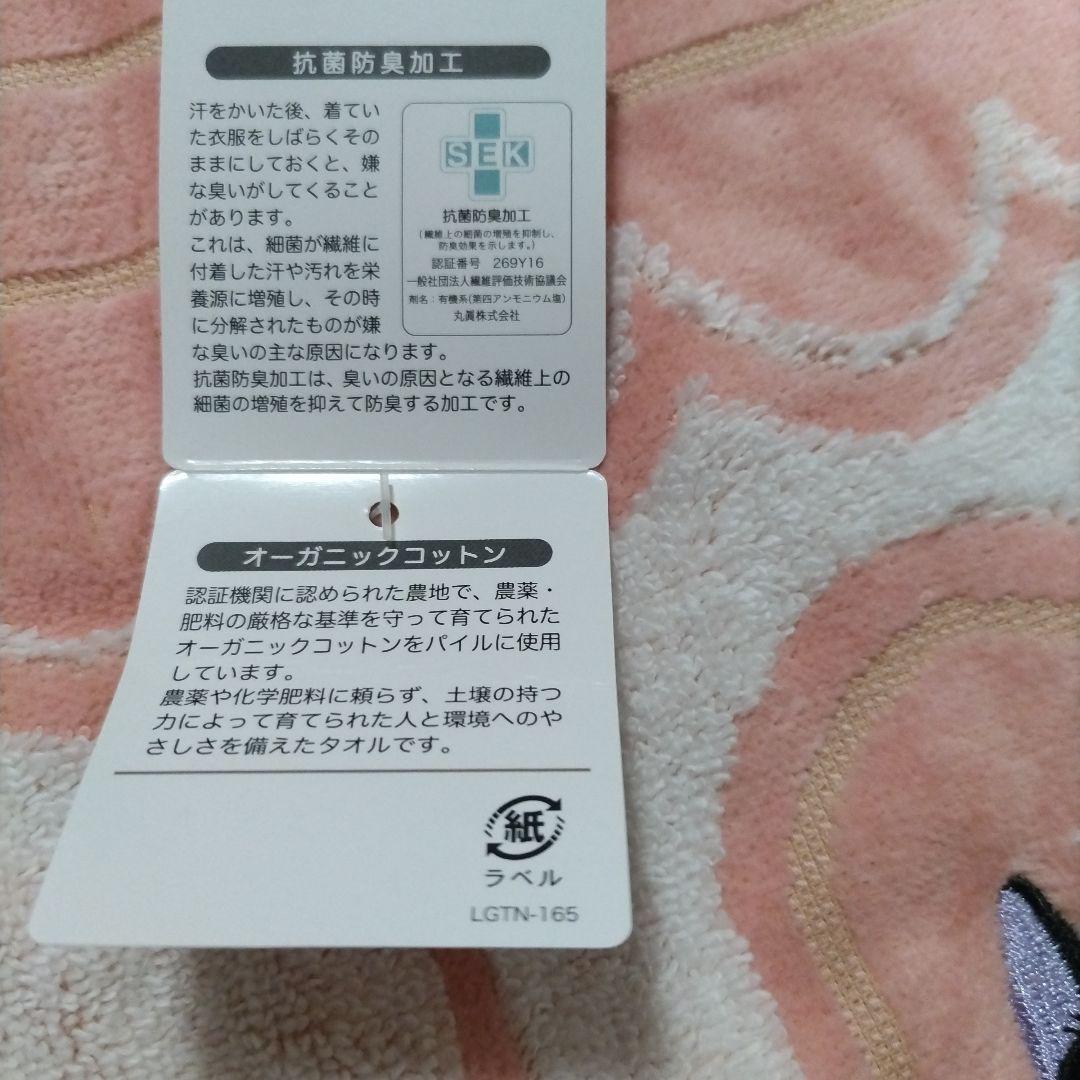 抗菌防臭加工
汗をかいた後、着てい
た衣服をしばらくその
ままにしておくと、嫌
な臭いがしてくること
があります。
これは、細菌が繊維に
付着した汗や汚れを栄
養源に増殖し、その時
に分解されたものが嫌
な臭いの主な原因になります。
抗菌防臭加工は、臭いの原因となる繊維上の
細菌の増殖を抑えて防臭する加工です。
SEK
抗菌防臭加工
(繊維上の細菌の増殖を抑制し、
防臭効果を示します。)
認証番号 269Y16
一般社団法人繊維評価技術協議会
剤名:有機系(第四アンモニウム塩)
丸眞株式会社
オーガニックコットン
認証機関に認められた農地で、農薬・
肥料の厳格な基準を守って育てられた
オーガニックコットンをパイルに使用
しています。
農薬や化学肥料に頼らず、土壌の持つ
力によって育てられた人と環境へのや
さしさを備えたタオルです。
紙
ラベル
LGTN-165